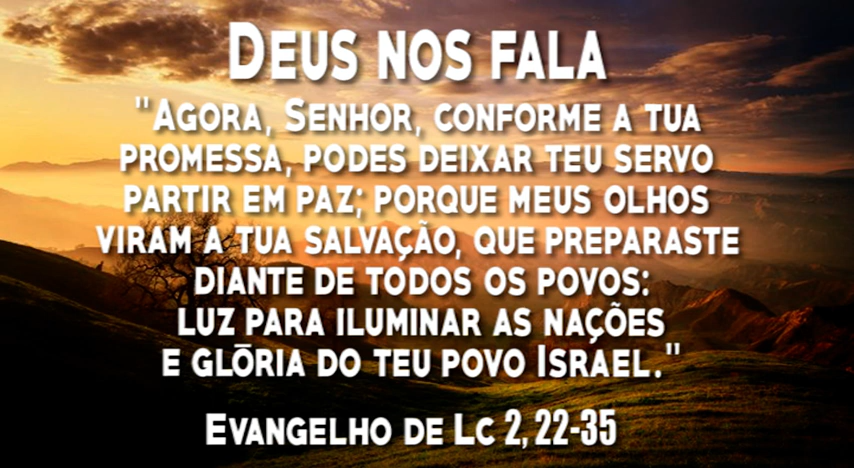 Deus nos fala
"Agora, Senhor, conforme a tua
promessa, podes deixar teu servo
partir em paz; porque meus olhos
viram a tua salvação, que preparaste
diante de todos os povos:
luz para iluminar as nações
e glōria do teu povo Israel."
Evangelho de Lc 2, 22-35